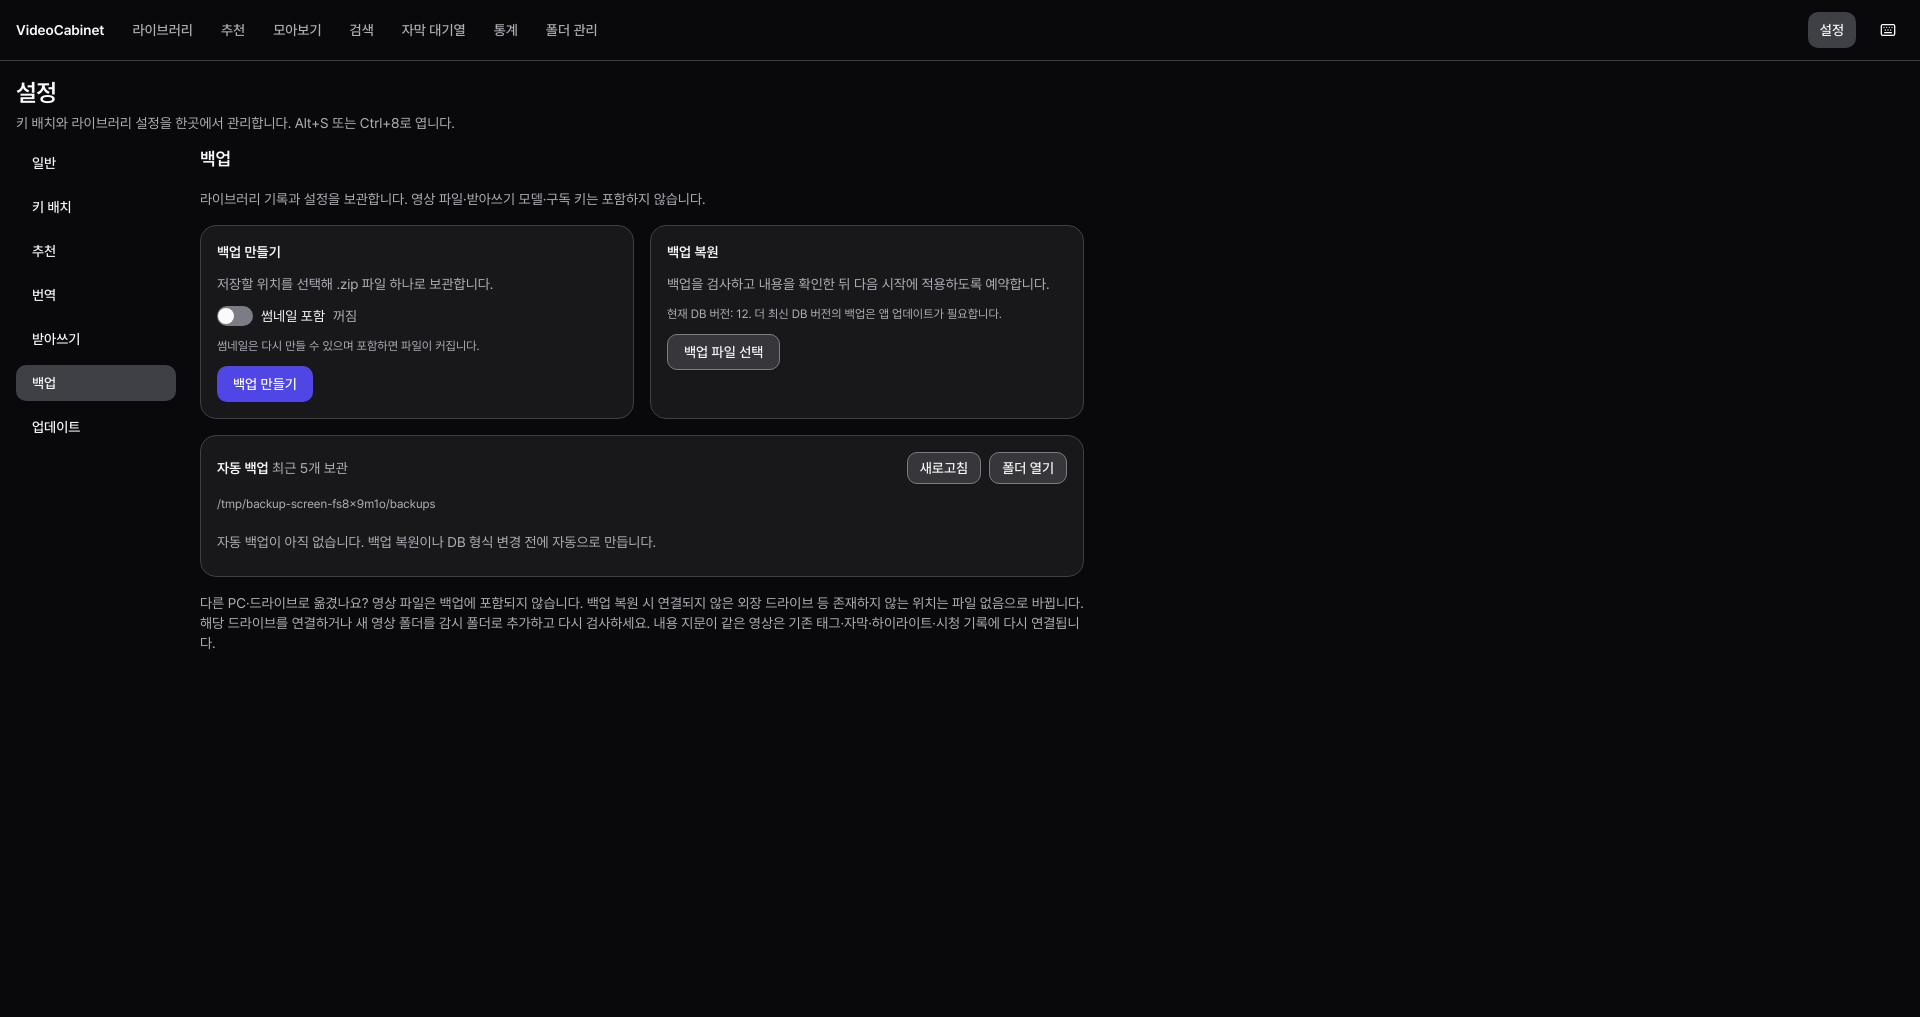 VideoCabinet 라이브러리 추천 모아보기 검색 자막 대기열 통계 폴더 관리 설정
설정
키 배치와 라이브러리 설정을 한곳에서 관리합니다. Alt+S 또는 Ctrl+8로 엽니다.
일반
키 배치
추천
번역
받아쓰기
백업
업데이트
백업
라이브러리 기록과 설정을 보관합니다. 영상 파일·받아쓰기 모델·구독 키는 포함하지 않습니다.
백업 만들기
저장할 위치를 선택해 .zip 파일 하나로 보관합니다.
썸네일 포함 꺼짐
썸네일은 다시 만들 수 있으며 포함하면 파일이 커집니다.
백업 만들기
백업 복원
백업을 검사하고 내용을 확인한 뒤 다음 시작에 적용하도록 예약합니다.
현재 DB 버전: 12. 더 최신 DB 버전의 백업은 앱 업데이트가 필요합니다.
백업 파일 선택
자동 백업 최근 5개 보관 새로고침 폴더 열기
/tmp/backup-screen-fs8x9m1o/backups
자동 백업이 아직 없습니다. 백업 복원이나 DB 형식 변경 전에 자동으로 만듭니다.
다른 PC·드라이브로 옮겼나요? 영상 파일은 백업에 포함되지 않습니다. 백업 복원 시 연결되지 않은 외장 드라이브 등 존재하지 않는 위치는 파일 없음으로 바뀝니다.
해당 드라이브를 연결하거나 새 영상 폴더를 감시 폴더로 추가하고 다시 검사하세요. 내용 지문이 같은 영상은 기존 태그·자막·하이라이트·시청 기록에 다시 연결됩니
다.